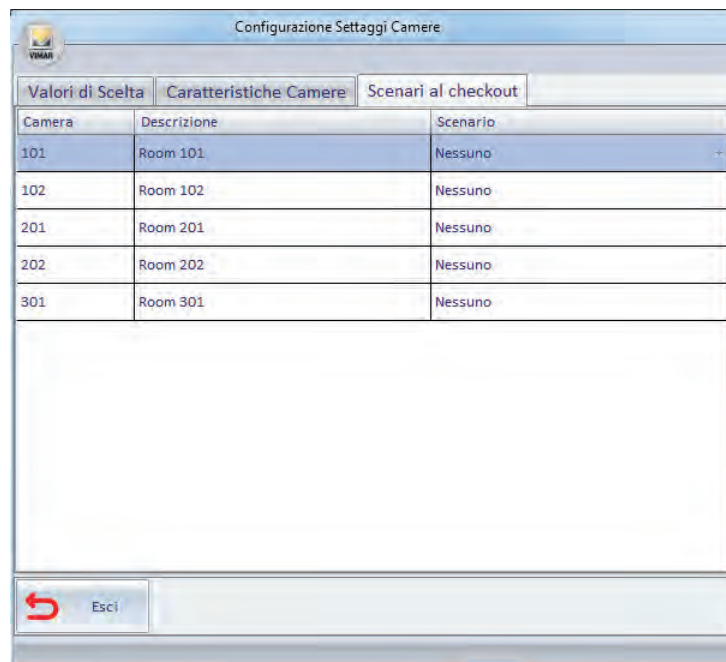 Configurazione Settaggi Camere
VIMAR
Valori di Scelta Caratteristiche Camere Scenari al checkout
Camera Descrizione Scenario
101 Room 101 Nessuno
102 Room 102 Nessuno
201 Room 201 Nessuno
202 Room 202 Nessuno
301 Room 301 Nessuno
Esci